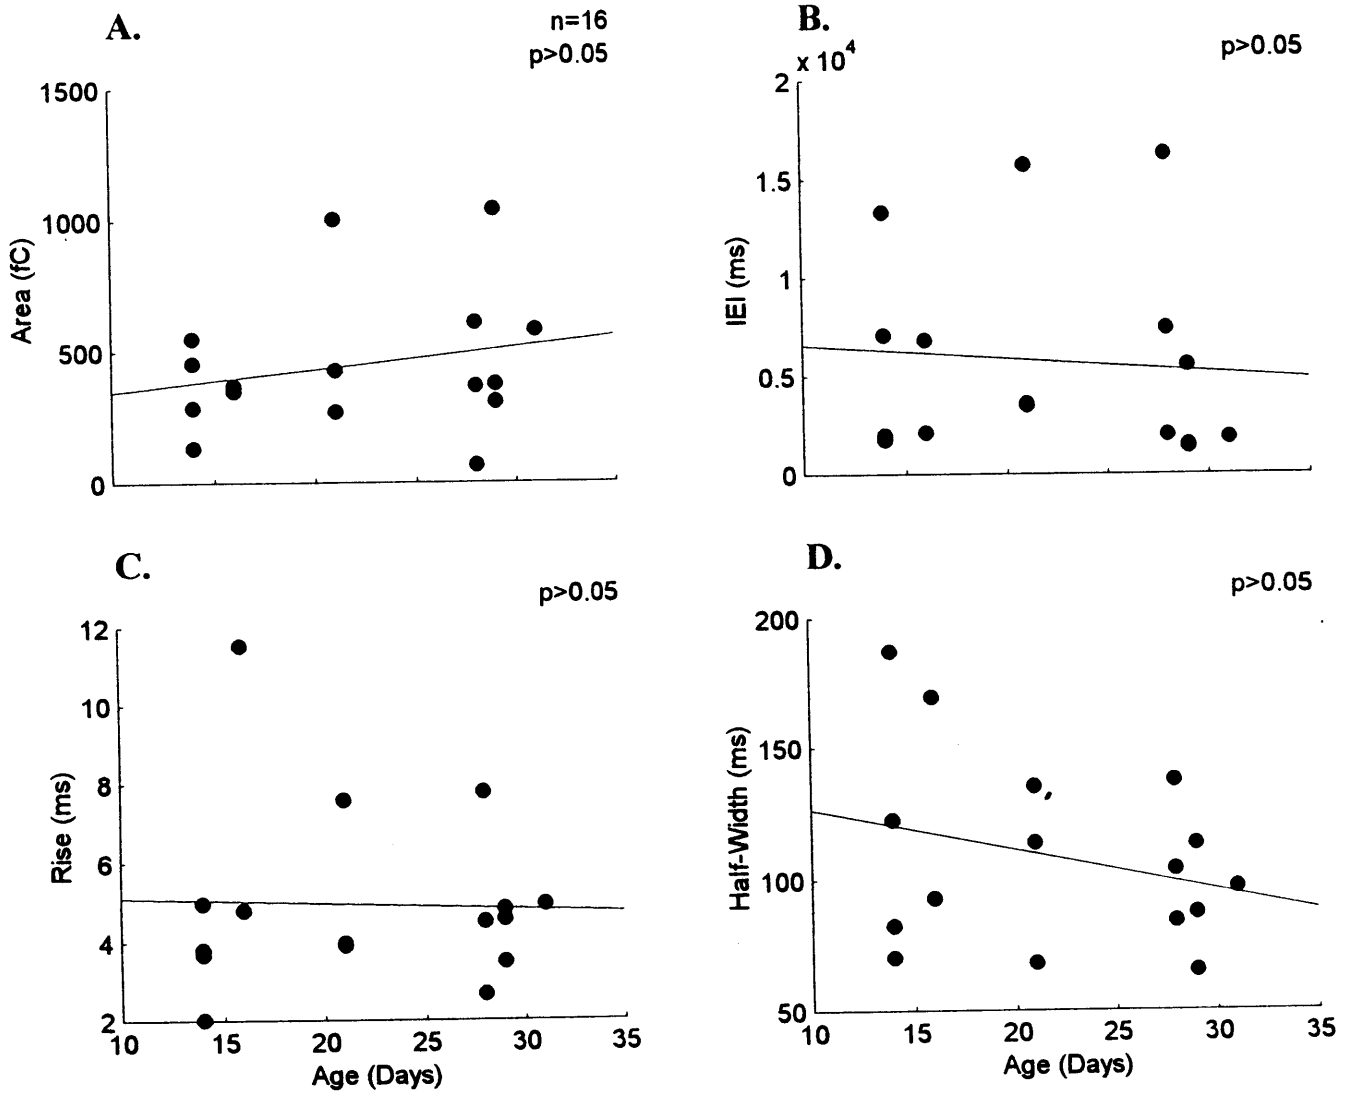 A.
n=16
p>0.05
1500
1000
500
0
Area (fC)
B.
x 10^4
p>0.05
2
1.5
1
0.5
0
IEI (ms)
C.
p>0.05
12
10
8
6
4
2
Rise (ms)
10 15 20 25 30 35
Age (Days)
D.
p>0.05
200
150
100
50
Half-Width (ms)
10 15 20 25 30 35
Age (Days)